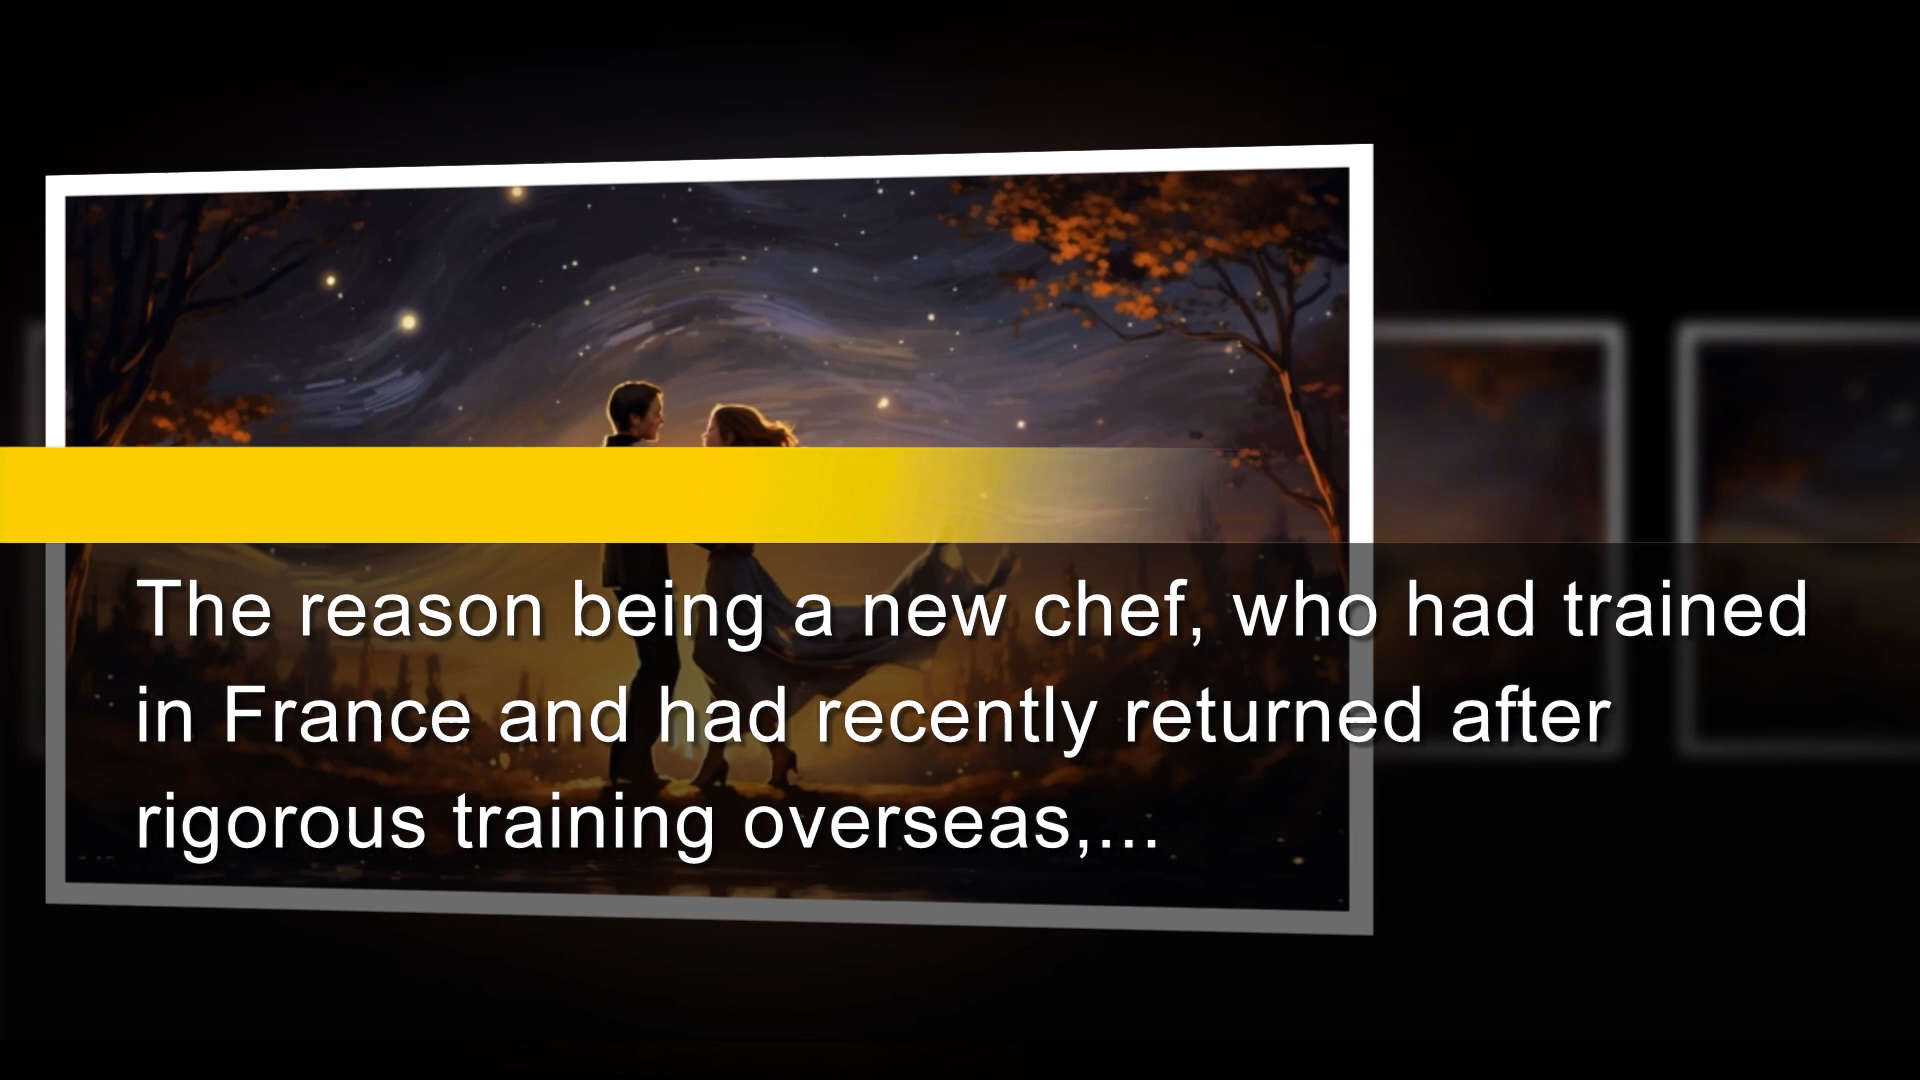 The reason being a new chef, who had trained
in France and had recently returned after
rigorous training overseas,...